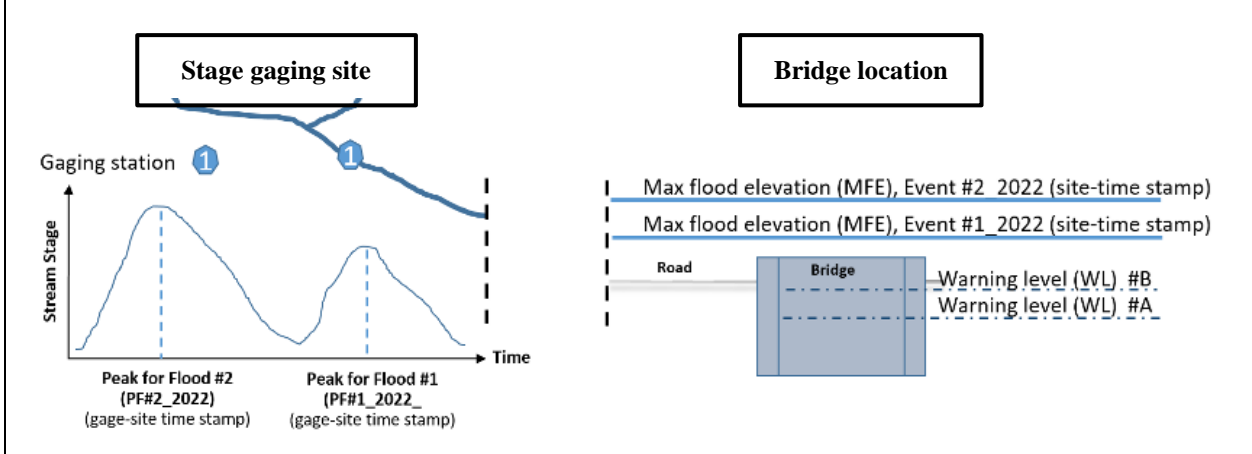 Stage gaging site
Bridge location
Gaging station 1
1
Stream Stage
Time
Peak for Flood #2
(PF#2_2022)
(gage-site time stamp)
Peak for Flood #1
(PF#1_2022_
(gage-site time stamp)
Max flood elevation (MFE), Event #2_2022 (site-time stamp)
Max flood elevation (MFE), Event #1_2022 (site-time stamp)
Road
Bridge
Warning level (WL) #B
Warning level (WL) #A